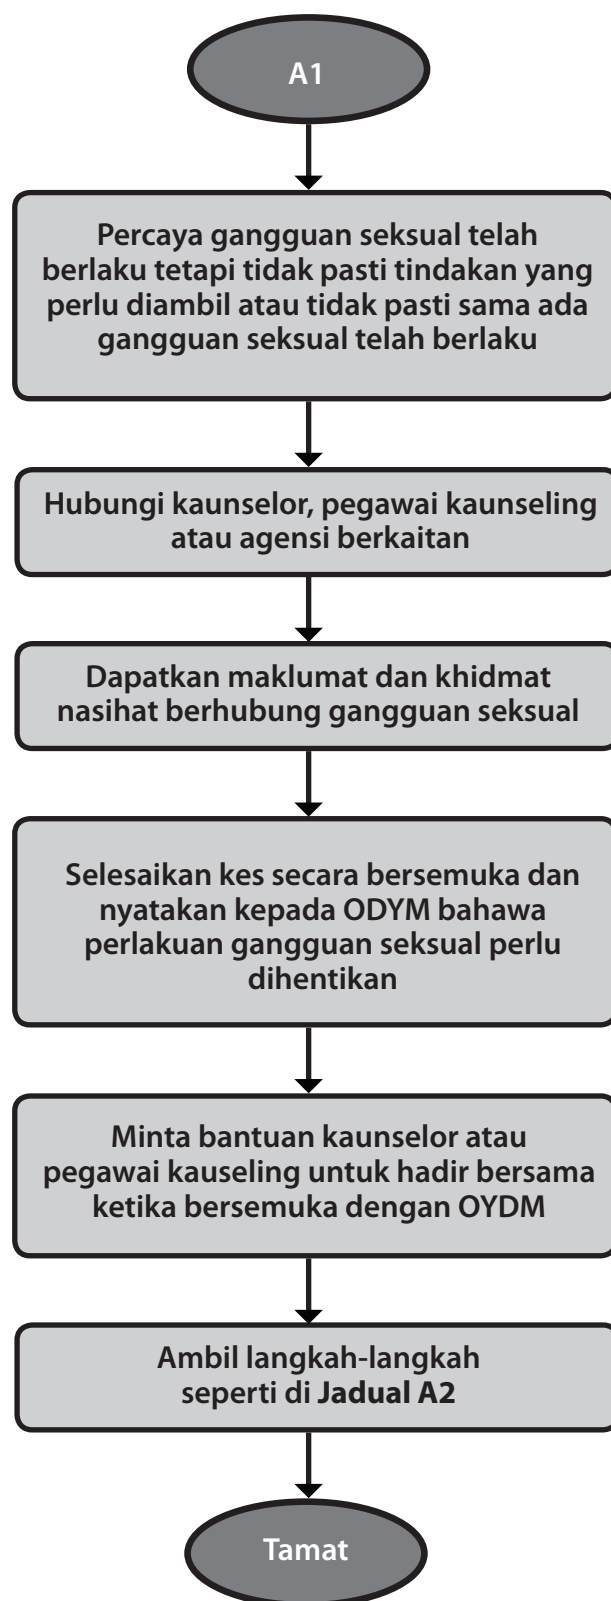 A1
Percaya gangguan seksual telah
berlaku tetapi tidak pasti tindakan yang
perlu diambil atau tidak pasti sama ada
gangguan seksual telah berlaku
Hubungi kaunselor, pegawai kaunseling
atau agensi berkaitan
Dapatkan maklumat dan khidmat
nasihat berhubung gangguan seksual
Selesaikan kes secara bersemuka dan
nyatakan kepada ODYM bahawa
perlakuan gangguan seksual perlu
dihentikan
Minta bantuan kaunselor atau
pegawai kauseling untuk hadir bersama
ketika bersemuka dengan OYDM
Ambil langkah-langkah
seperti di Jadual A2
Tamat